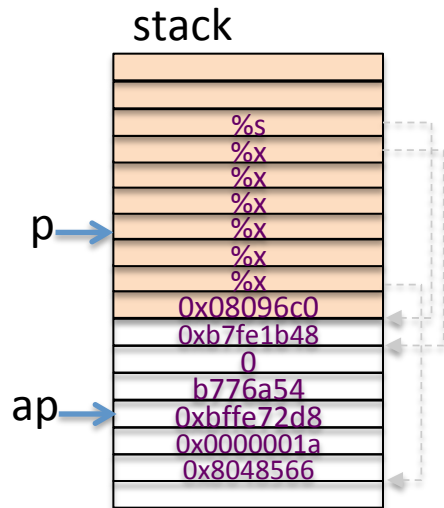 stack
%s
%x
%x
%x
p %x
%x
%x
0x08096c0
0xb7fe1b48
0
b776a54
ap 0xbffe72d8
0x0000001a
0x8048566